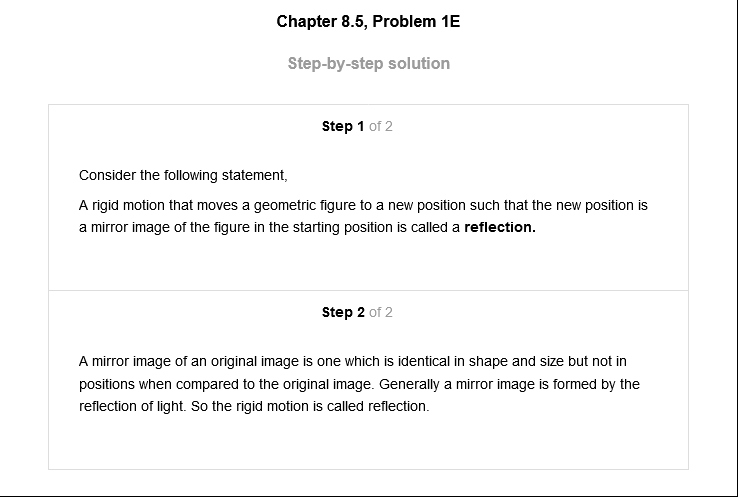 Chapter 8.5, Problem 1E
Step-by-step solution
Step 1 of 2
Consider the following statement,
A rigid motion that moves a geometric figure to a new position such that the new position is
a mirror image of the figure in the starting position is called a reflection.
Step 2 of 2
A mirror image of an original image is one which is identical in shape and size but not in
positions when compared to the original image. Generally a mirror image is formed by the
reflection of light. So the rigid motion is called reflection.